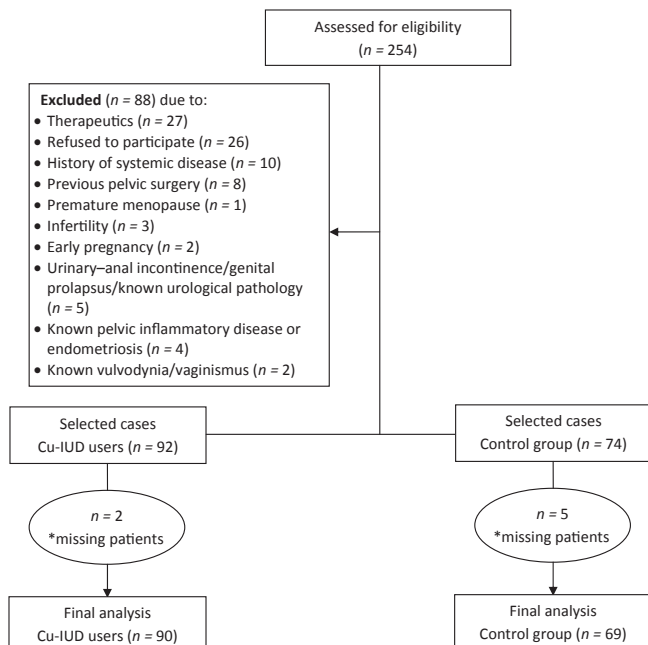 Assessed for eligibility
(n = 254)
Excluded (n = 88) due to:
• Therapeutics (n = 27)
• Refused to participate (n = 26)
• History of systemic disease (n = 10)
• Previous pelvic surgery (n = 8)
• Premature menopause (n = 1)
• Infertility (n = 3)
• Early pregnancy (n = 2)
• Urinary–anal incontinence/genital
prolapsus/known urological pathology
(n = 5)
• Known pelvic inflammatory disease or
endometriosis (n = 4)
• Known vulvodynia/vaginismus (n = 2)
Selected cases
Cu-IUD users (n = 92)
Selected cases
Control group (n = 74)
n = 2
*missing patients
n = 5
*missing patients
Final analysis
Cu-IUD users (n = 90)
Final analysis
Control group (n = 69)